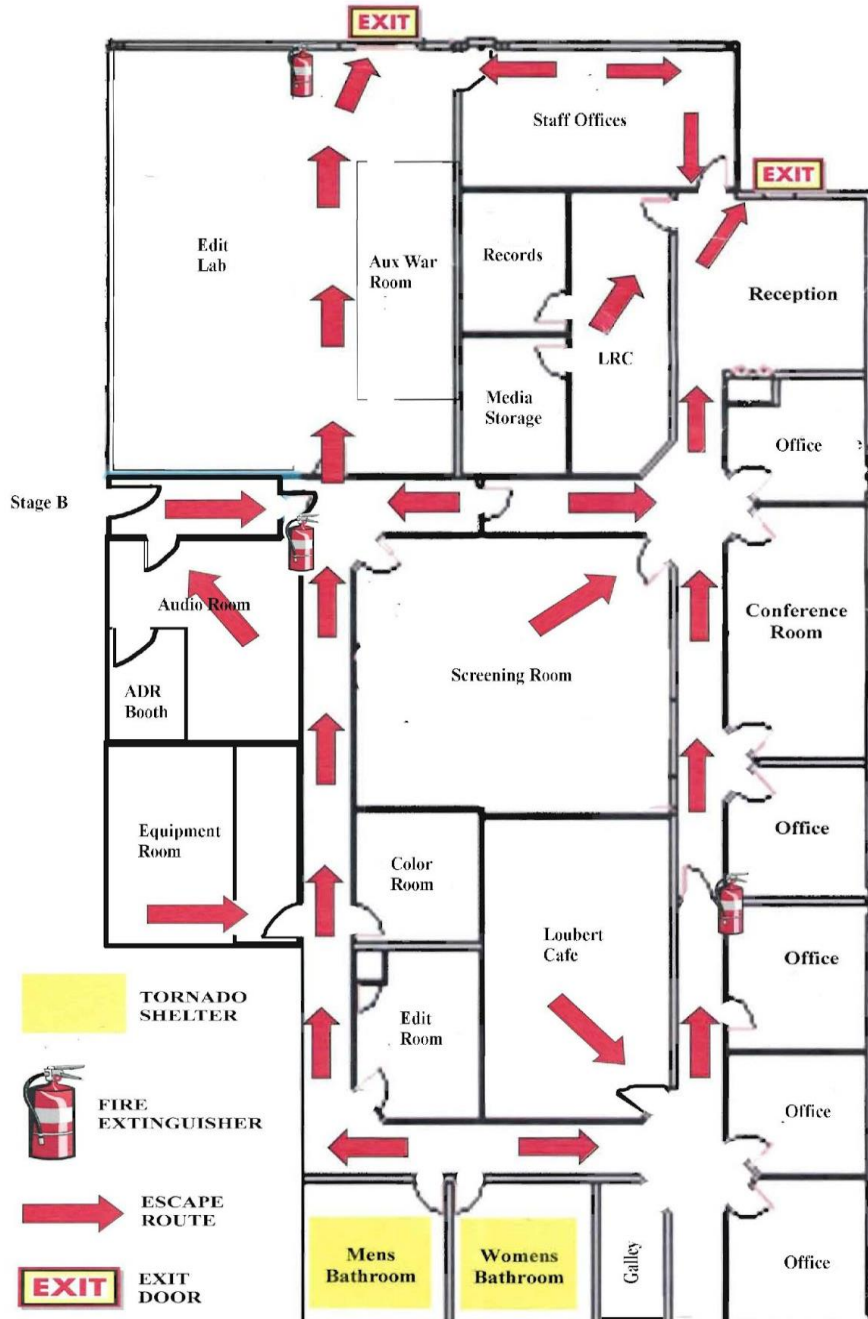 EXIT
Staff Offices
EXIT
Edit
Lab
Aux War
Room
Records
Reception
LRC
Media
Storage
Office
Stage B
Audio Room
Conference
Room
Screening Room
ADR
Booth
Equipment
Room
Office
Color
Room
Loubert
Cafe
Office
TORNADO
SHELTER
Edit
Room
FIRE
EXTINGUISHER
Office
ESCAPE
ROUTE
Mens
Bathroom
Womens
Bathroom
Galley
Office
EXIT
EXIT
DOOR